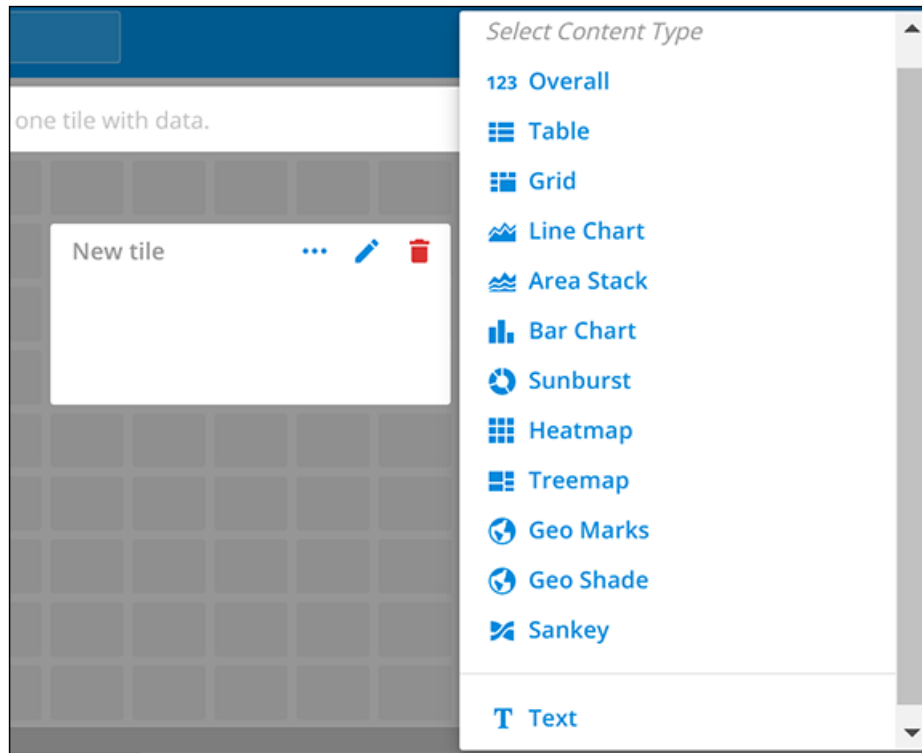 Select Content Type
123 Overall
one tile with data.
Table
Grid
New tile
Line Chart
Area Stack
Bar Chart
Sunburst
Heatmap
Treemap
Geo Marks
Geo Shade
Sankey
T Text